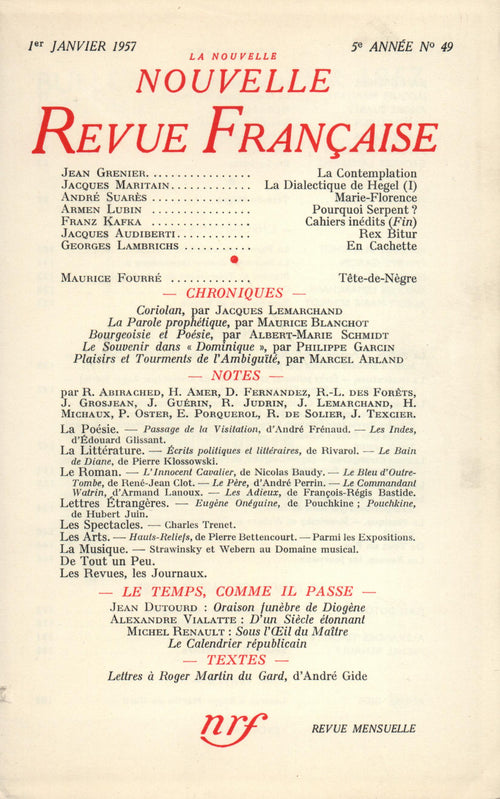 1er JANVIER 1957
5e ANNÉE No 49
LA NOUVELLE
NOUVELLE
REVUE FRANÇAISE
JEAN GRENIER. . . . . . . . . . . . . . . . La Contemplation
JACQUES MARITAIN. . . . . . . . . . . . La Dialectique de Hegel (I)
ANDRÉ SUARÈS . . . . . . . . . . . . . . . Marie-Florence
ARMEN LUBIN . . . . . . . . . . . . . . . Pourquoi Serpent ?
FRANZ KAFKA . . . . . . . . . . . . . . . Cahiers inédits (Fin)
JACQUES AUDIBERTI. . . . . . . . . . . Rex Bitur
GEORGES LAMBRICHS . . . . . . . . . . En Cachette
MAURICE FOURRÉ . . . . . . . . . . . . Tête-de-Nègre
— CHRONIQUES —
Coriolan, par JACQUES LEMARCHAND
La Parole prophétique, par MAURICE BLANCHOT
Bourgeoisie et Poésie, par ALBERT-MARIE SCHMIDT
Le Souvenir dans « Dominique », par PHILIPPE GARCIN
Plaisirs et Tourments de l'Ambiguïté, par MARCEL ARLAND
— NOTES —
par R. ABIRACHED, H. AMER, D. FERNANDEZ, R.-L. DES FORÊTS,
J. GROSJEAN, J. GUÉRIN, R. JUDRIN, J. LEMARCHAND, H.
MICHAUX, P. OSTER, E. PORQUEROL, R. DE SOLIER, J. TEXCIER.
La Poésie. — Passage de la Visitation, d'André Frénaud. — Les Indes,
d'Édouard Glissant.
La Littérature. — Écrits politiques et littéraires, de Rivarol. — Le Bain
de Diane, de Pierre Klossowski.
Le Roman. — L'Innocent Cavalier, de Nicolas Baudy. — Le Bleu d'Outre-
Tombe, de René-Jean Clot. — Le Père, d'André Perrin. — Le Commandant
Watrin, d'Armand Lanoux. — Les Adieux, de François-Régis Bastide.
Lettres Étrangères. — Eugène Onéguine, de Pouchkine ; Pouchkine,
de Hubert Juin.
Les Spectacles. — Charles Trenet.
Les Arts. — Hauts-Reliefs, de Pierre Bettencourt. — Parmi les Expositions.
La Musique. — Strawinsky et Webern au Domaine musical.
De Tout un Peu.
Les Revues, les Journaux.
— LE TEMPS, COMME IL PASSE —
JEAN DUTOURD : Oraison funèbre de Diogène
ALEXANDRE VIALATTE : D'un Siècle étonnant
MICHEL RENAULT : Sous l'Œil du Maître
Le Calendrier républicain
— TEXTES —
Lettres à Roger Martin du Gard, d'André Gide
nrf
REVUE MENSUELLE